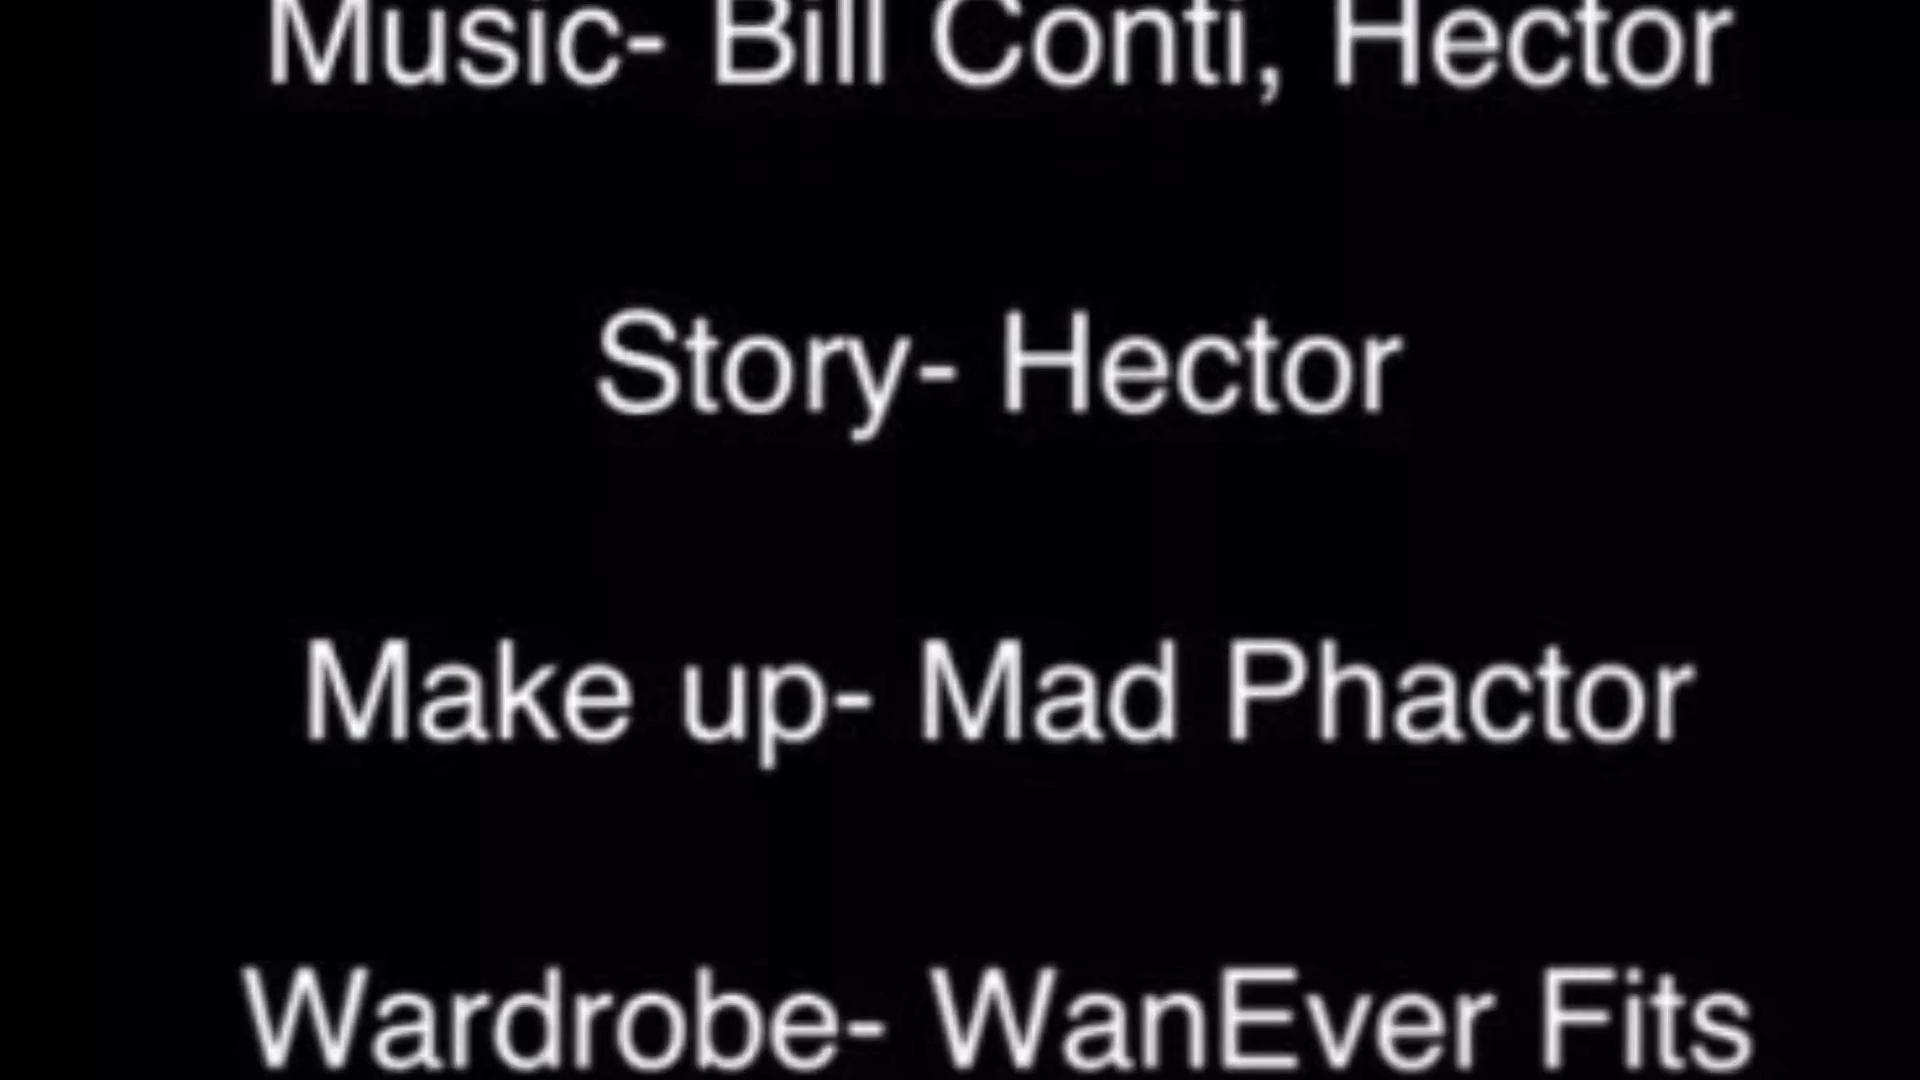 Music- Bill Conti, Hector
Story- Hector
Make up- Mad Phactor
Wardrobe- WanEver Fits